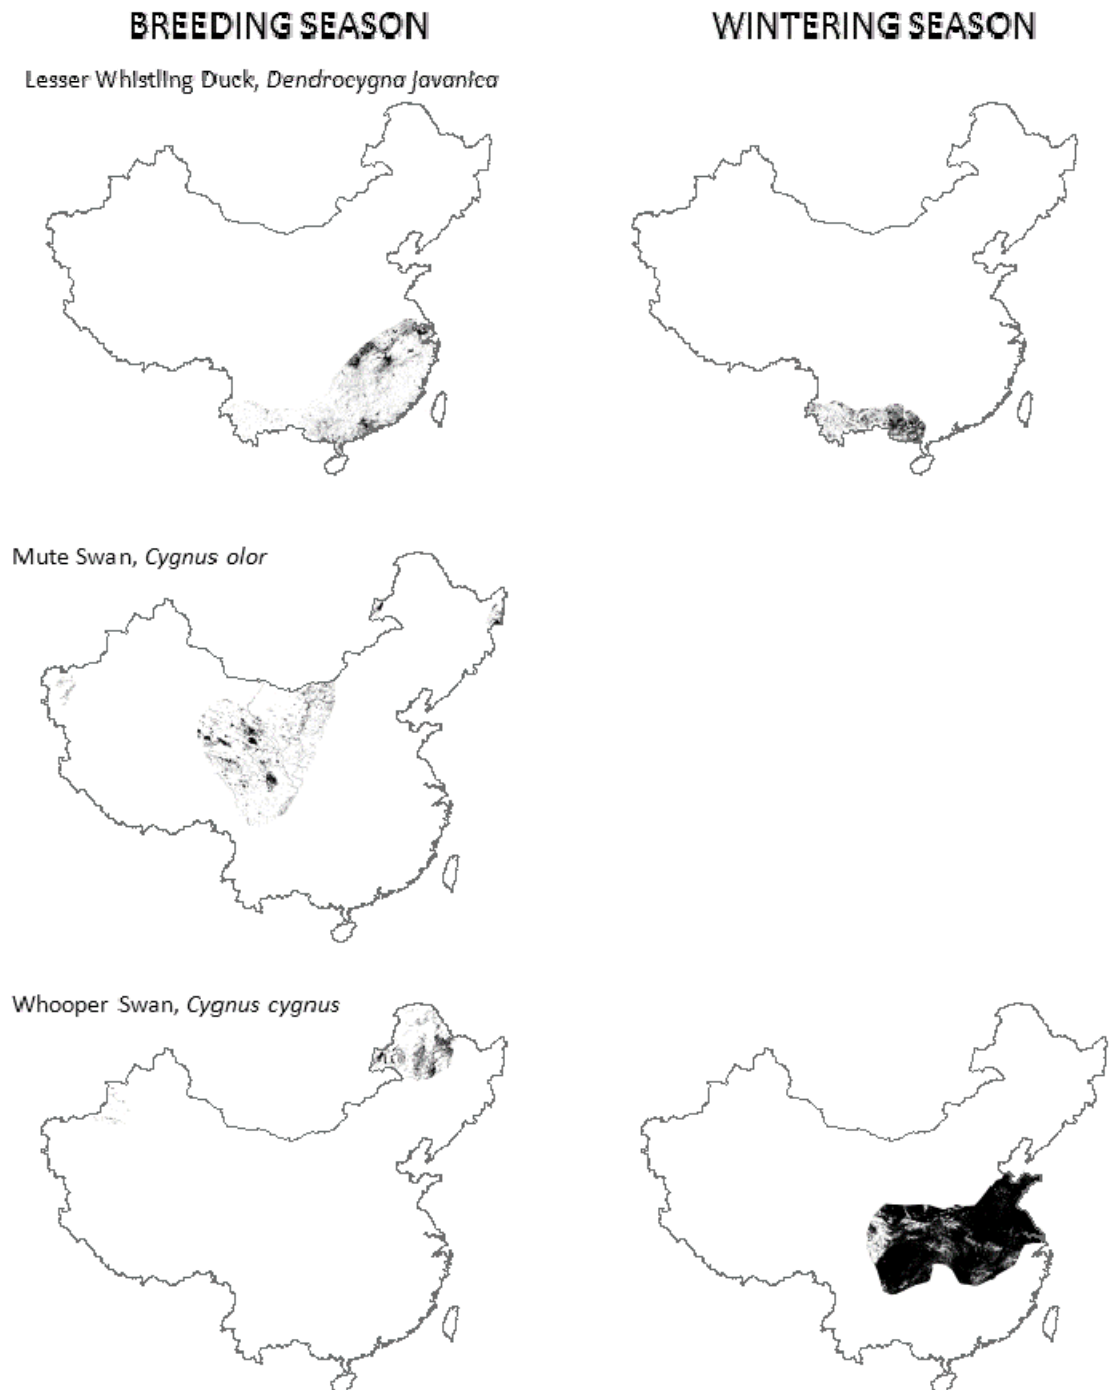 BREEDING SEASON
WINTERING SEASON
Lesser Whistling Duck, Dendrocygna javanica
Mute Swan, Cygnus olor
Whooper Swan, Cygnus cygnus